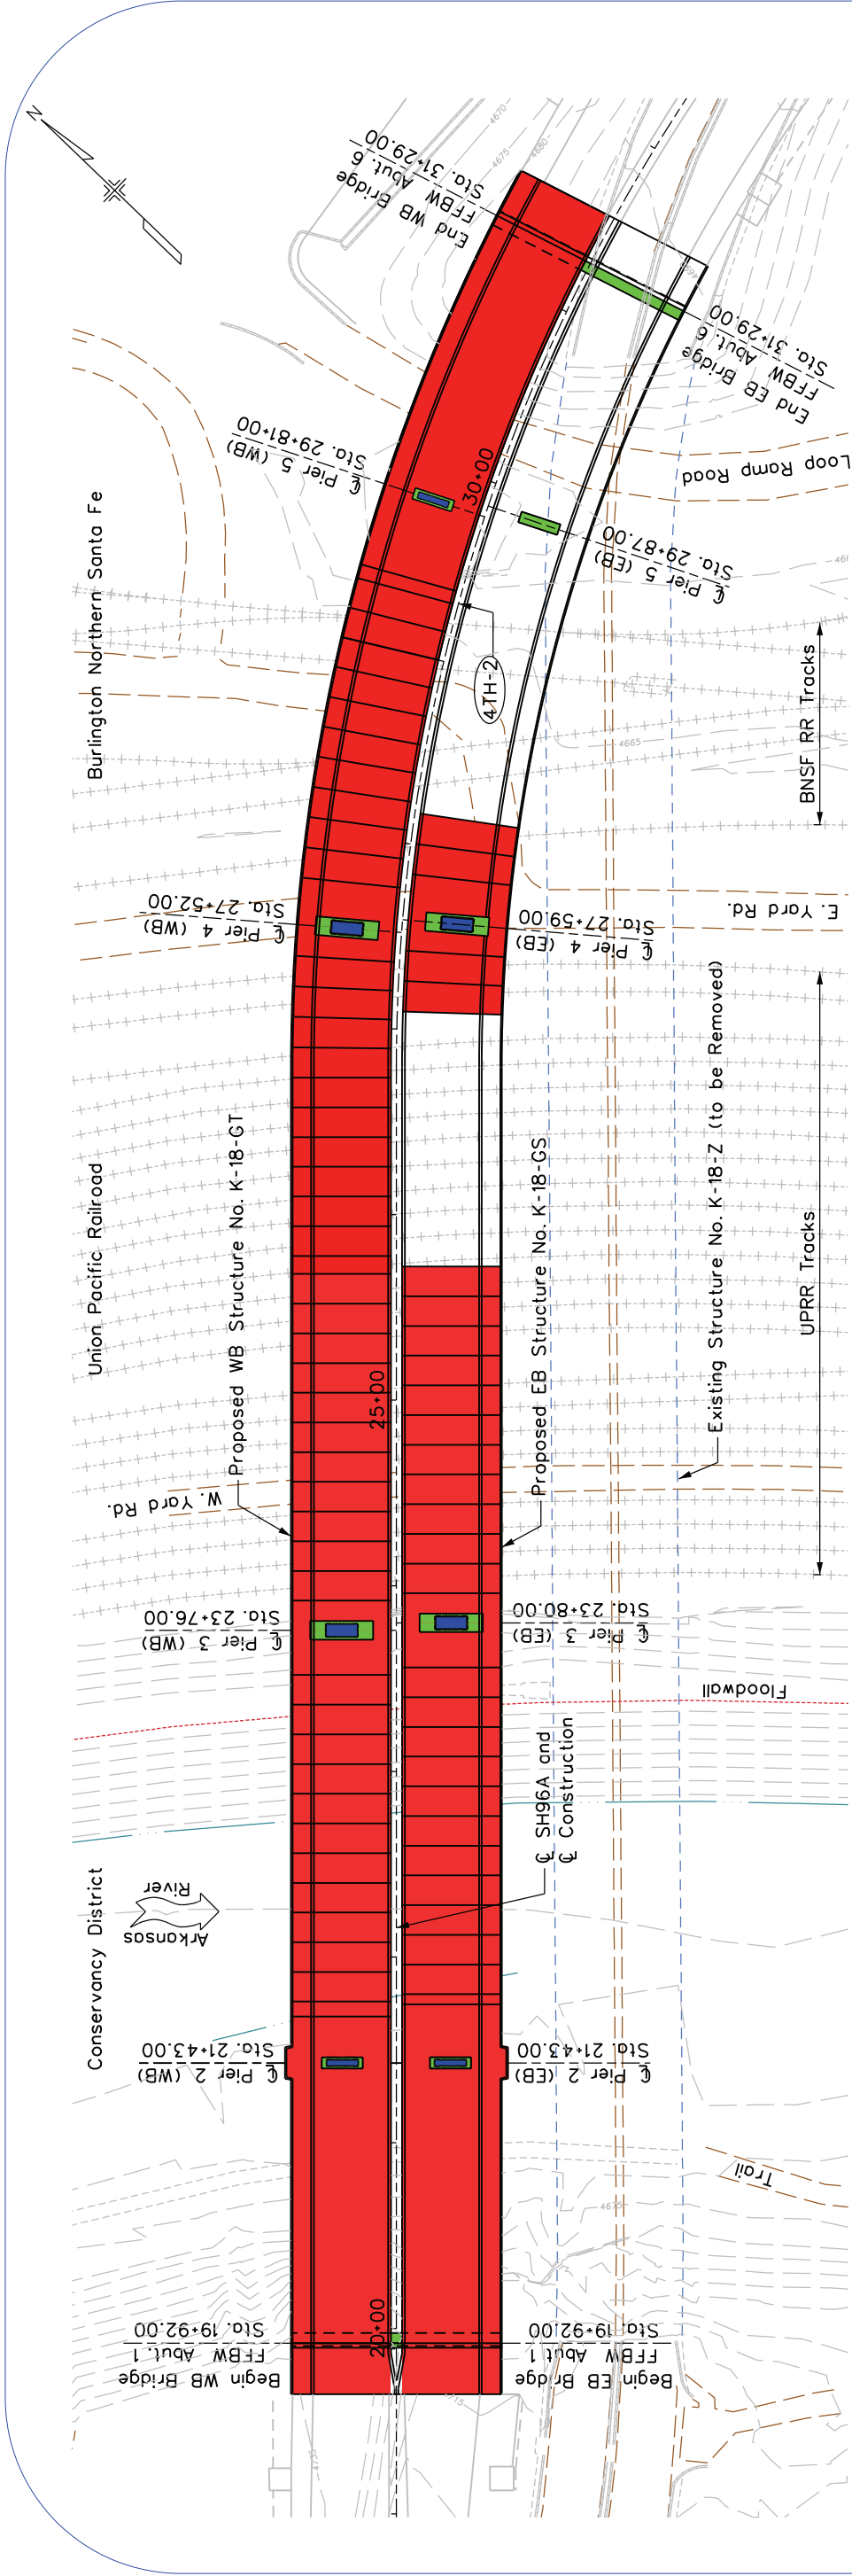 N
4670
4675
4680
End WB Bridge
FFBW Abut. 6
Sta. 31+29.00
End EB Bridge
FFBW Abut. 6
Sta. 31+29.00
Loop Ramp Road
℄ Pier 5 (WB)
Sta. 29+81+00
30+00
℄ Pier 5 (EB)
Sta. 29+87.00
Burlington Northern Santa Fe
4TH-2
4665
BNSF RR Tracks
℄ Pier 4 (WB)
Sta. 27+52.00
℄ Pier 4 (EB)
Sta. 27+59.00
E. Yard Rd.
Union Pacific Railroad
Proposed WB Structure No. K-18-GT
Proposed EB Structure No. K-18-GS
Existing Structure No. K-18-Z (to be Removed)
UPRR Tracks
25+00
W. Yard Rd.
℄ Pier 3 (WB)
Sta. 23+76.00
℄ Pier 3 (EB)
Sta. 23+80.00
Floodwall
℄ SH96A and
℄ Construction
Conservancy District
Arkansas
River
℄ Pier 2 (WB)
Sta. 21+43.00
℄ Pier 2 (EB)
Sta. 21+43.00
Trail
4675
20+00
Begin WB Bridge
FFBW Abut. 1
Sta. 19+92.00
Begin EB Bridge
FFBW Abut. 1
Sta. 19+92.00
4715
4735